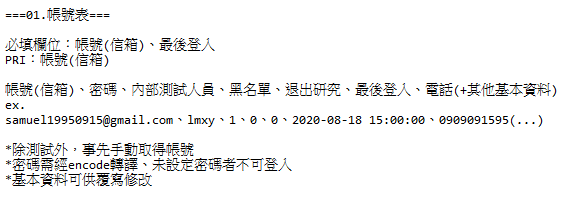 ===01.帳號表===
必填欄位：帳號(信箱)、最後登入
PRI：帳號(信箱)
帳號(信箱)、密碼、內部測試人員、黑名單、退出研究、最後登入、電話(+其他基本資料)
ex.
samuel19950915@gmail.com、lmxy、1、0、0、2020-08-18 15:00:00、0909091595(...)
*除測試外，事先手動取得帳號
*密碼需經encode轉譯、未設定密碼者不可登入
*基本資料可供覆寫修改